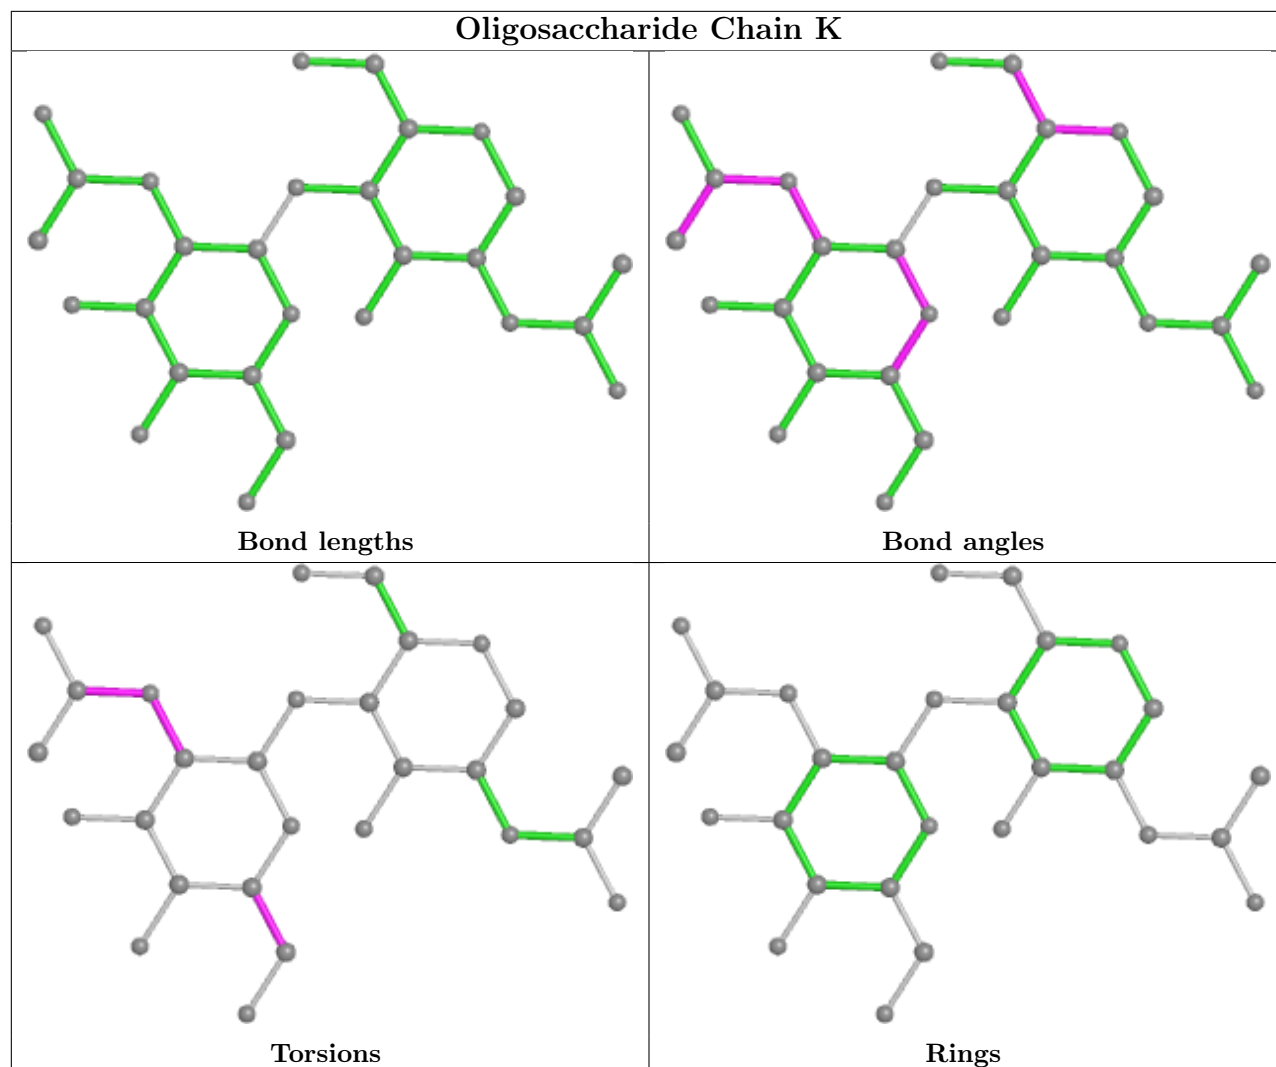 Oligosaccharide Chain K
Bond lengths
Bond angles
Torsions
Rings